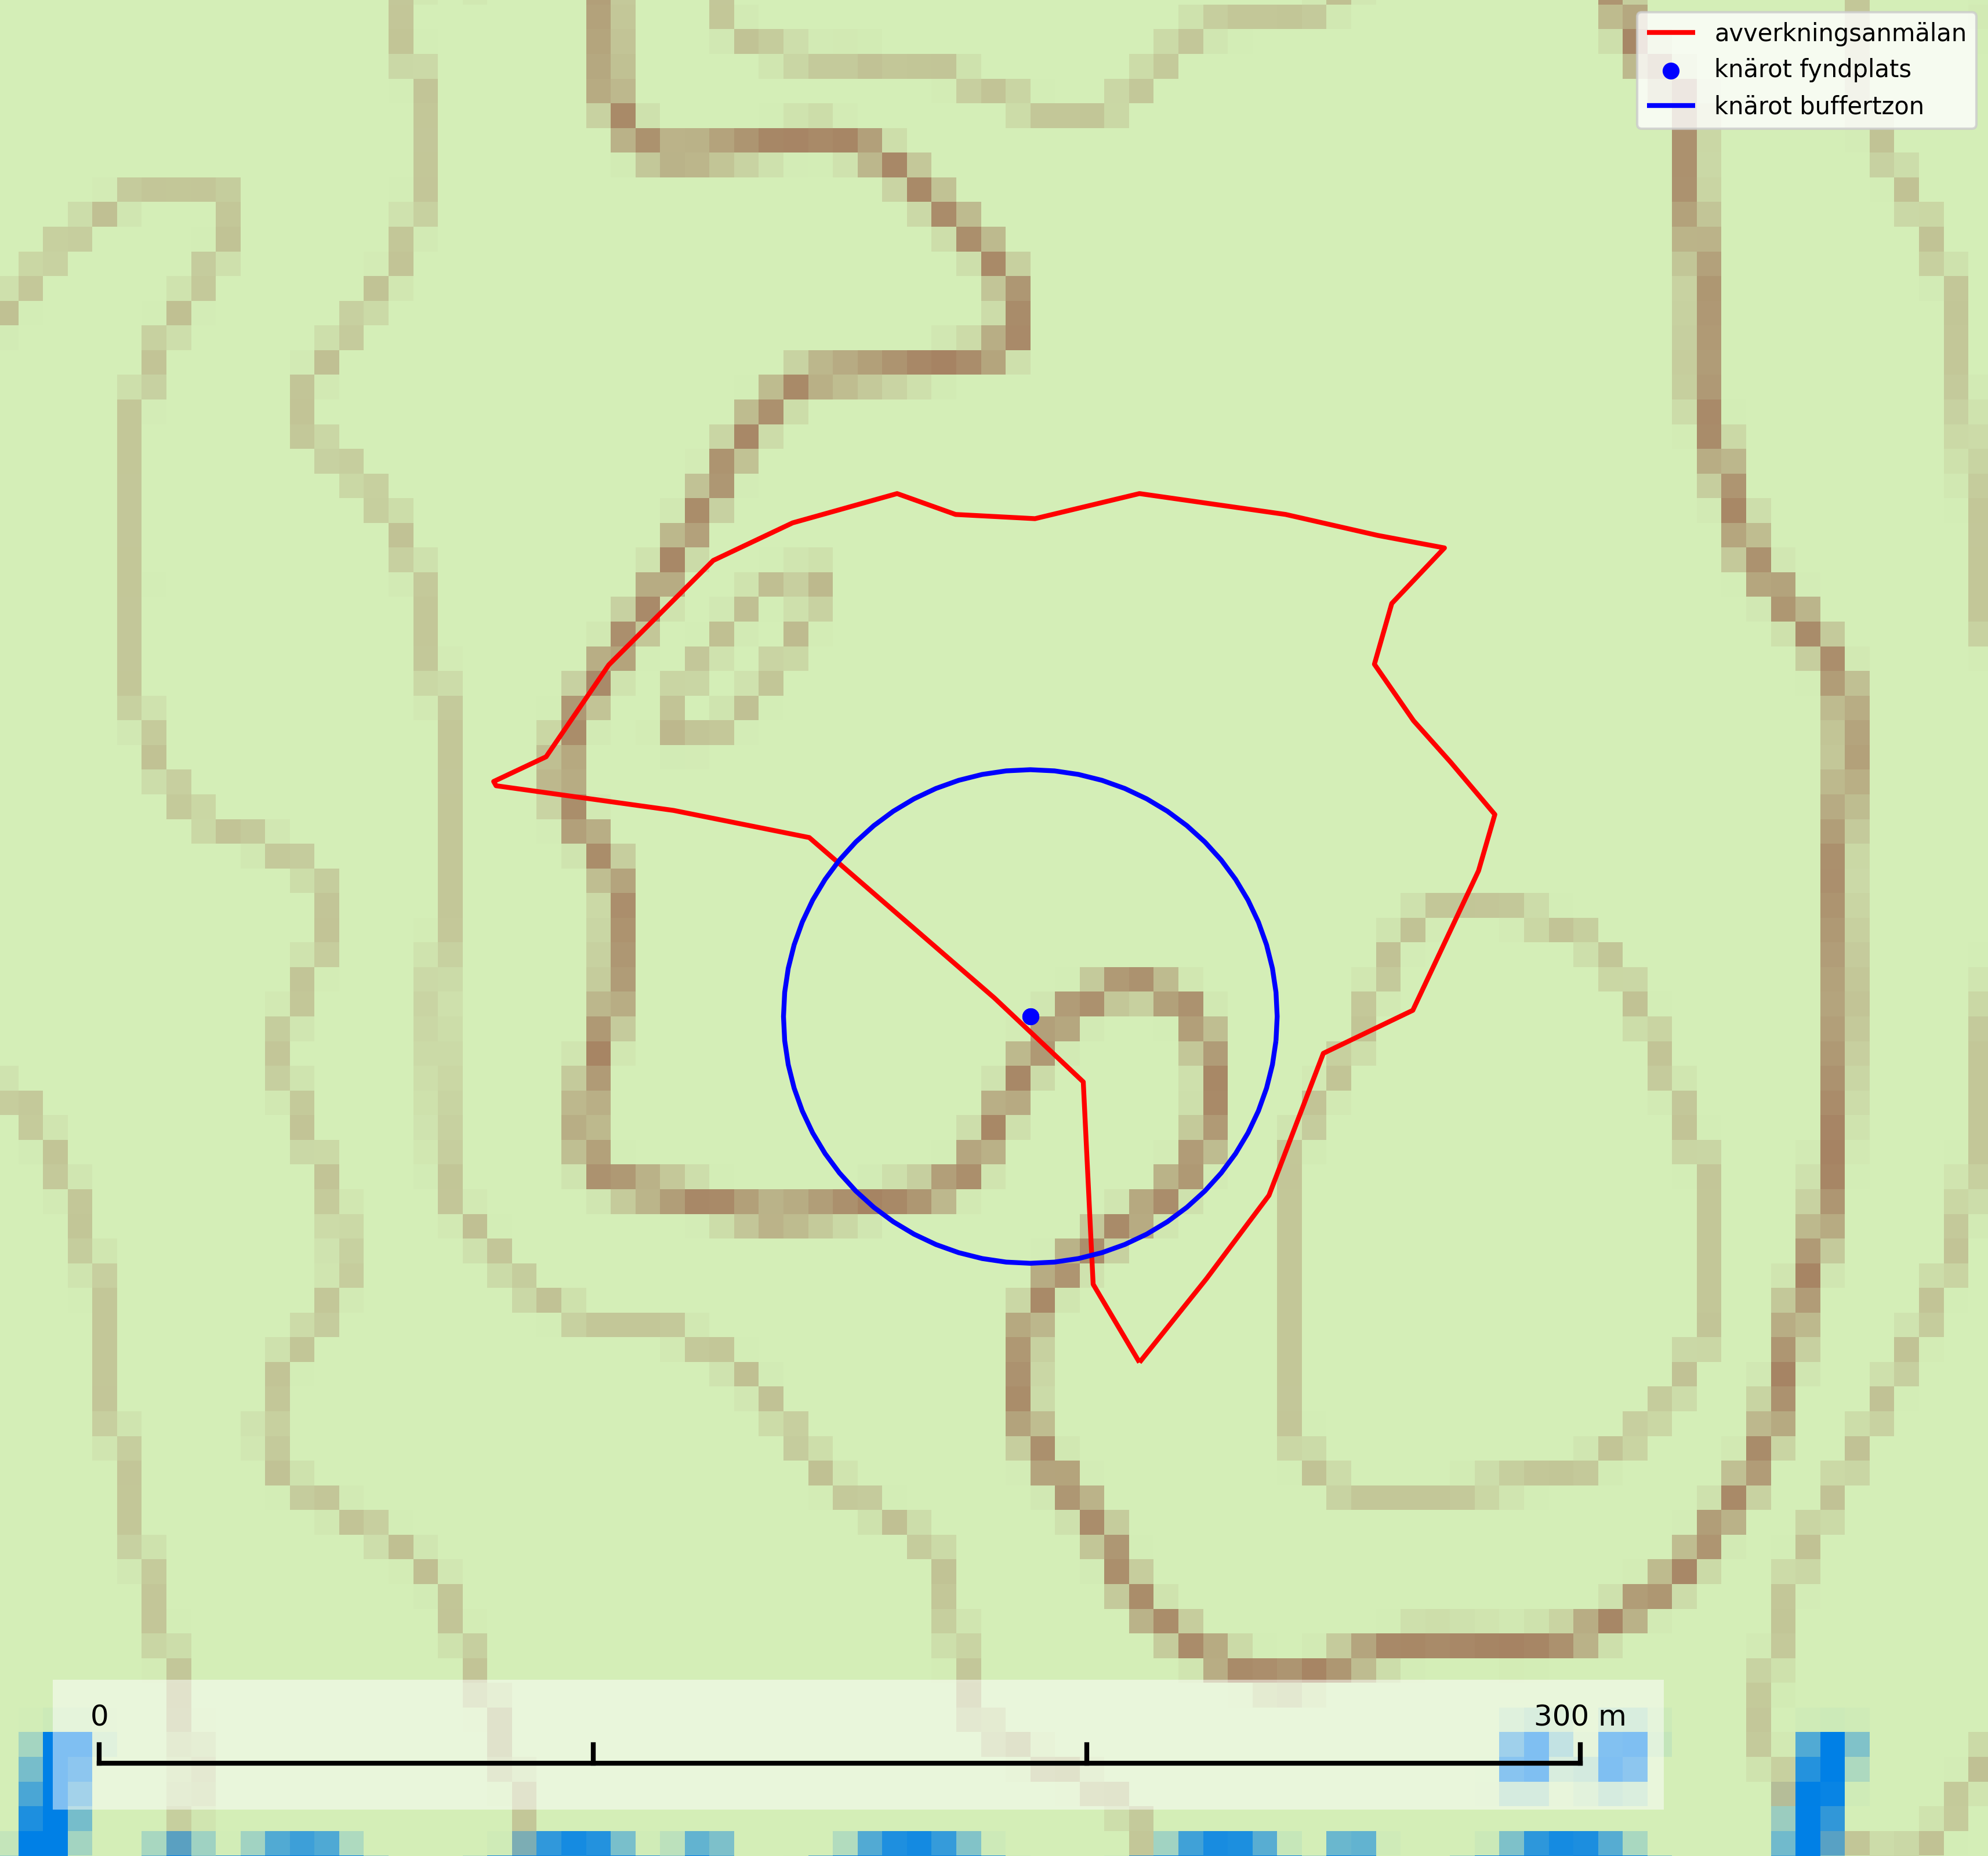 avverkningsanmälan
knärot fyndplats
knärot buffertzon
0 300 m